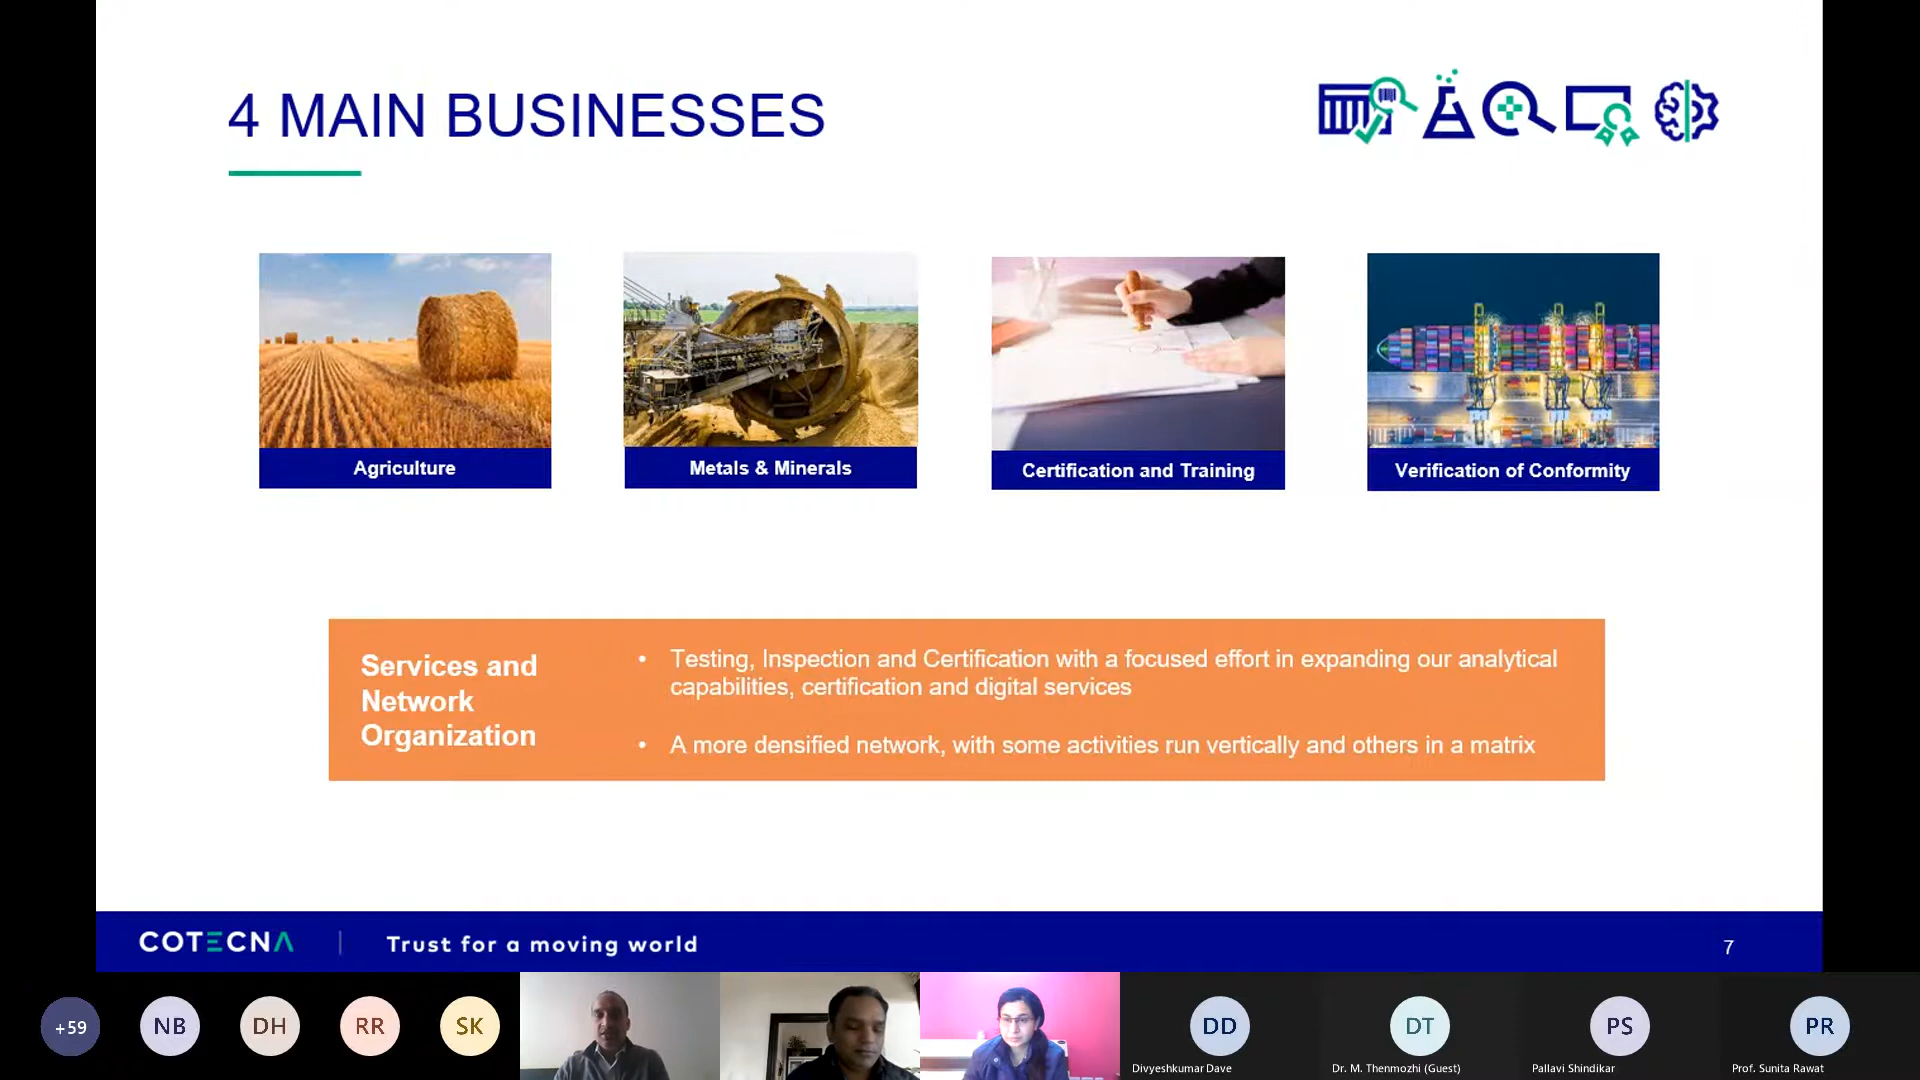 4 MAIN BUSINESSES
Agriculture
Metals & Minerals
Certification and Training
Verification of Conformity
Services and
Network
Organization
• Testing, Inspection and Certification with a focused effort in expanding our analytical
capabilities, certification and digital services
• A more densified network, with some activities run vertically and others in a matrix
COTECNA | Trust for a moving world
7
+59
NB
DH
RR
SK
DD
DT
PS
PR
Divyeshkumar Dave
Dr. M. Thenmozhi (Guest)
Pallavi Shindikar
Prof. Sunita Rawat